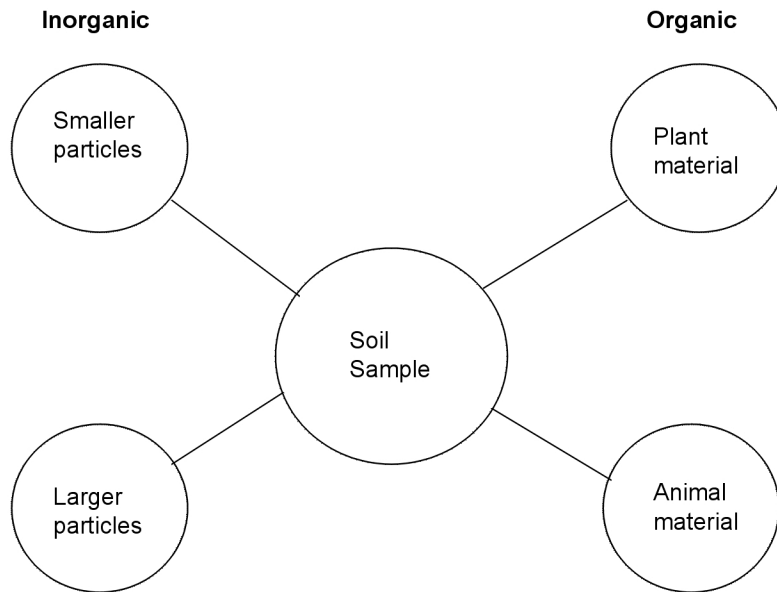 Inorganic
Organic
Smaller
particles
Plant
material
Soil
Sample
Larger
particles
Animal
material